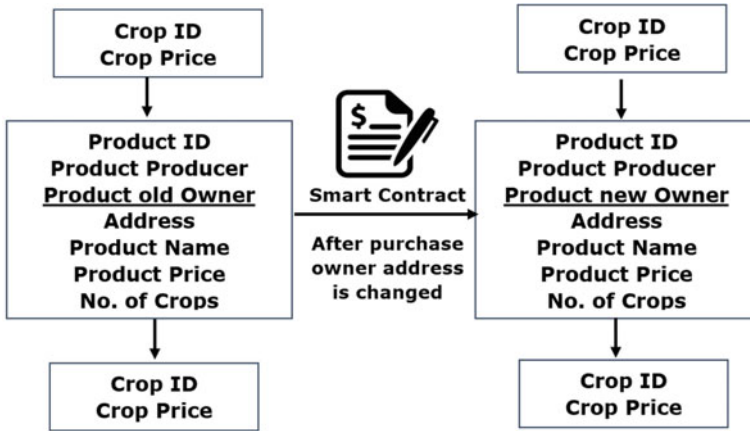 Crop ID
Crop Price
Product ID
Product Producer
Product old Owner
Address
Product Name
Product Price
No. of Crops
Crop ID
Crop Price
$
Smart Contract
After purchase
owner address
is changed
Crop ID
Crop Price
Product ID
Product Producer
Product new Owner
Address
Product Name
Product Price
No. of Crops
Crop ID
Crop Price